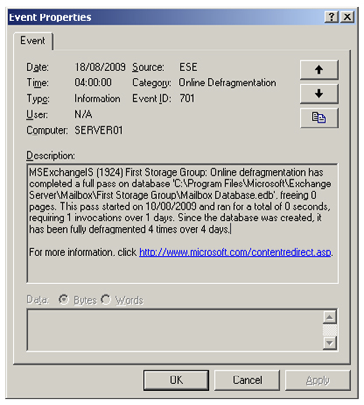 Event Properties
Event
Date: 18/08/2009 Source: ESE
Time: 04:00:00 Category: Online Defragmentation
Type: Information Event ID: 701
User: N/A
Computer: SERVER01
Description:
MSExchangeIS (1924) First Storage Group: Online defragmentation has
completed a full pass on database 'C:\Program Files\Microsoft\Exchange
Server\Mailbox\First Storage Group\Mailbox Database.edb', freeing 0
pages. This pass started on 18/08/2009 and ran for a total of 0 seconds,
requiring 1 invocations over 1 days. Since the database was created, it
has been fully defragmented 4 times over 4 days.
For more information, click http://www.microsoft.com/contentredirect.asp.
Data: Bytes Words
OK Cancel Apply